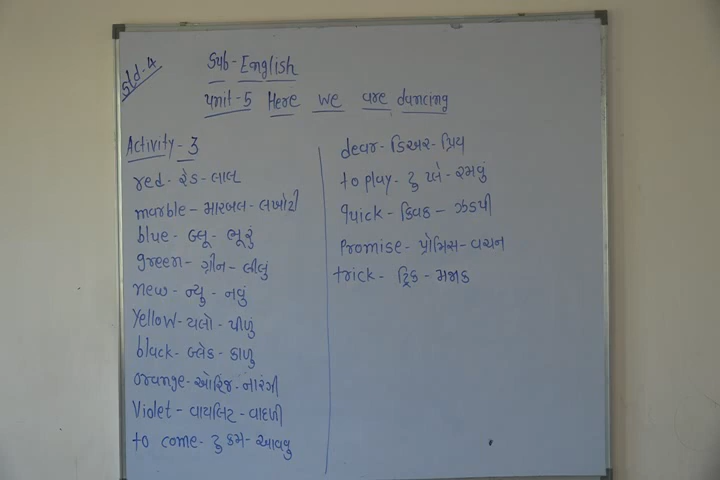 Std-4
Sub-English
Unit-5 Here we are dancing
Activity-3
red-રેડ-લાલ
marble-મારબલ-લખોટી
blue-બ્લૂ-ભૂરું
green-ગ્રીન-લીલું
new-ન્યુ-નવું
Yellow-યલો-પીળું
black-બ્લેક-કાળુ
orange-ઓરિંજ-નારંગી
Violet-વાયલિટ-વાદળી
to come-ટુ કમ-આવવુ
dear-ડિઅર-પ્રિય
to play-ટુ પ્લે-રમવું
quick-ક્વિક-ઝડપી
Promise-પ્રોમિસ-વચન
trick-ટ્રિક-મજાક